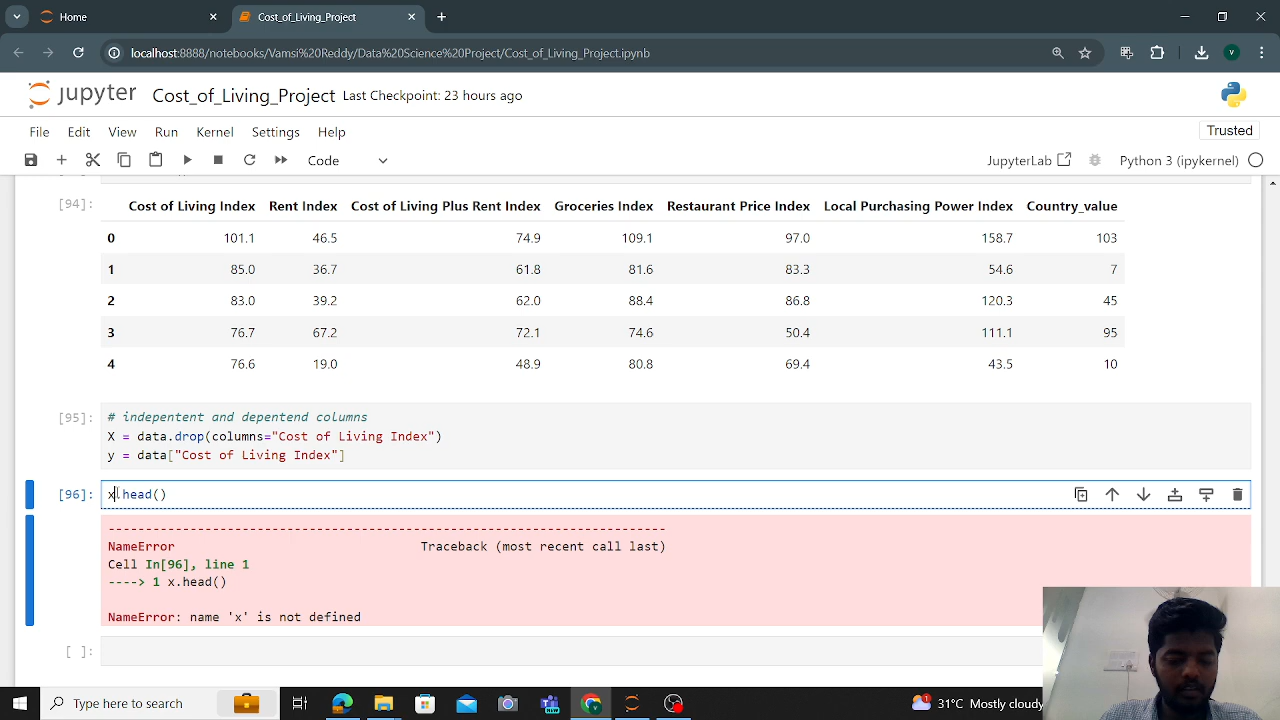 Home
Cost_of_Living_Project
localhost:8888/notebooks/Vamsi%20Reddy/Data%20Science%20Project/Cost_of_Living_Project.ipynb
v
jupyter Cost_of_Living_Project Last Checkpoint: 23 hours ago
File Edit View Run Kernel Settings Help
Trusted
Code
JupyterLab
Python 3 (ipykernel)
[94]:
Cost of Living Index Rent Index Cost of Living Plus Rent Index Groceries Index Restaurant Price Index Local Purchasing Power Index Country_value
0 101.1 46.5 74.9 109.1 97.0 158.7 103
1 85.0 36.7 61.8 81.6 83.3 54.6 7
2 83.0 39.2 62.0 88.4 86.8 120.3 45
3 76.7 67.2 72.1 74.6 50.4 111.1 95
4 76.6 19.0 48.9 80.8 69.4 43.5 10
[95]: # indepentent and depentend columns
X = data.drop(columns="Cost of Living Index")
y = data["Cost of Living Index"]
[96]: x.head()
---------------------------------------------------------------------------
NameError Traceback (most recent call last)
Cell In[96], line 1
----> 1 x.head()
NameError: name 'x' is not defined
[ ]:
Type here to search
1
31°C Mostly cloudy